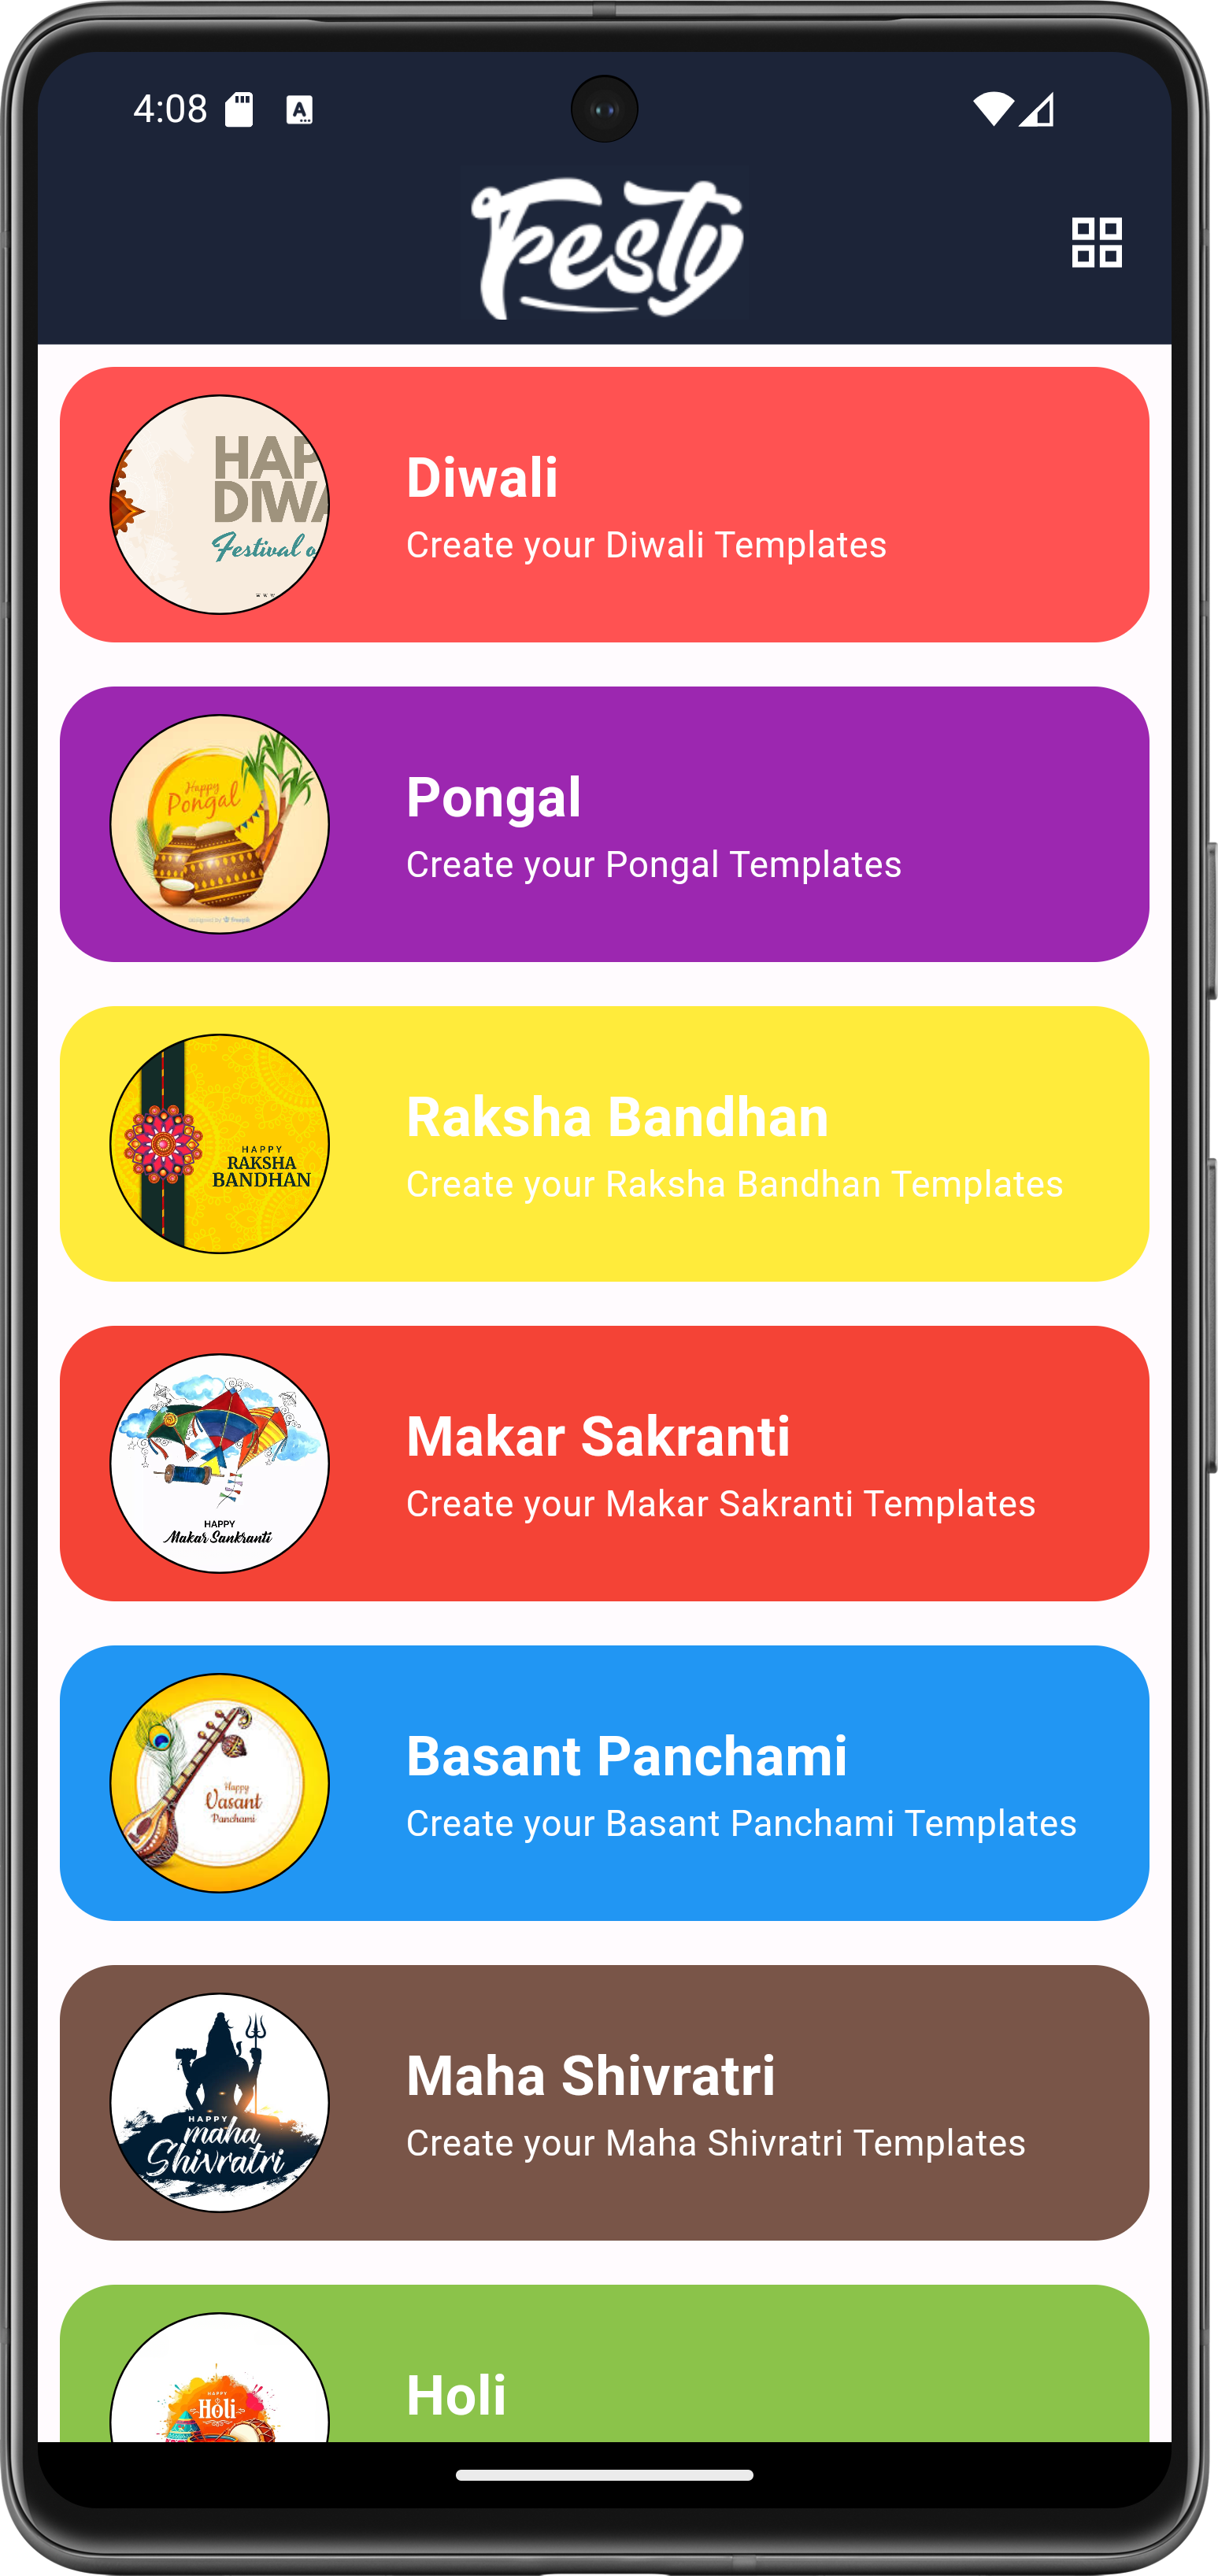 4:08
Festy
HAP
DIWA
Festival o
Diwali
Create your Diwali Templates
Happy
Pongal
designed by freepik
Pongal
Create your Pongal Templates
HAPPY
RAKSHA
BANDHAN
Raksha Bandhan
Create your Raksha Bandhan Templates
HAPPY
Makar Sankranti
Makar Sakranti
Create your Makar Sakranti Templates
Happy
Vasant
Panchami
Basant Panchami
Create your Basant Panchami Templates
HAPPY
maha
Shivratri
Maha Shivratri
Create your Maha Shivratri Templates
HAPPY
Holi
Holi